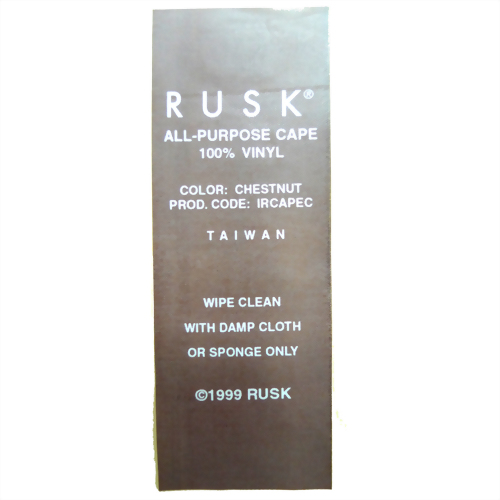 RUSK®
ALL-PURPOSE CAPE
100% VINYL
COLOR: CHESTNUT
PROD. CODE: IRCAPEC
TAIWAN
WIPE CLEAN
WITH DAMP CLOTH
OR SPONGE ONLY
©1999 RUSK